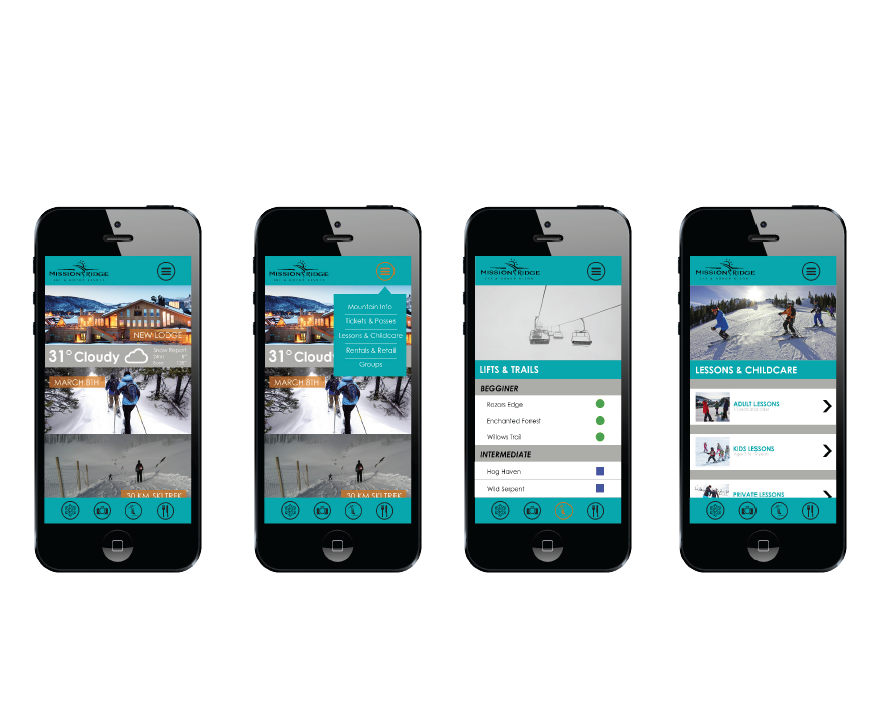 MISSION RIDGE
SKI & BOARD RESORT
NEW LODGE
31° Cloudy
Snow Report
MARCH 8TH
30 KM SKI TREK
MISSION RIDGE
SKI & BOARD RESORT
Mountain Info
Tickets & Passes
Lessons & Childcare
Rentals & Retail
Groups
31° Cloud
MARCH 8TH
30 KM SKI TREK
MISSION RIDGE
SKI & BOARD RESORT
LIFTS & TRAILS
BEGGINER
Razors Edge
Enchanted Forrest
Willows Trail
INTERMEDIATE
Hog Haven
Wild Serpent
MISSION RIDGE
SKI & BOARD RESORT
LESSONS & CHILDCARE
ADULT LESSONS
KIDS LESSONS
PRIVATE LESSONS